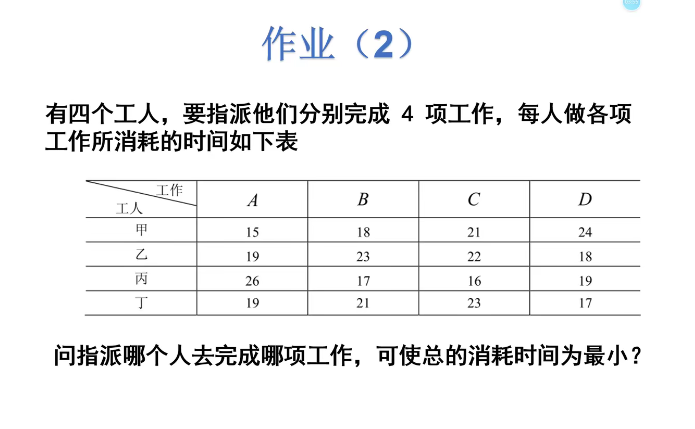 作业（2）
有四个工人，要指派他们分别完成 4 项工作，每人做各项
工作所消耗的时间如下表
工作
工人 A B C D
甲 15 18 21 24
乙 19 23 22 18
丙 26 17 16 19
丁 19 21 23 17
问指派哪个人去完成哪项工作，可使总的消耗时间为最小？